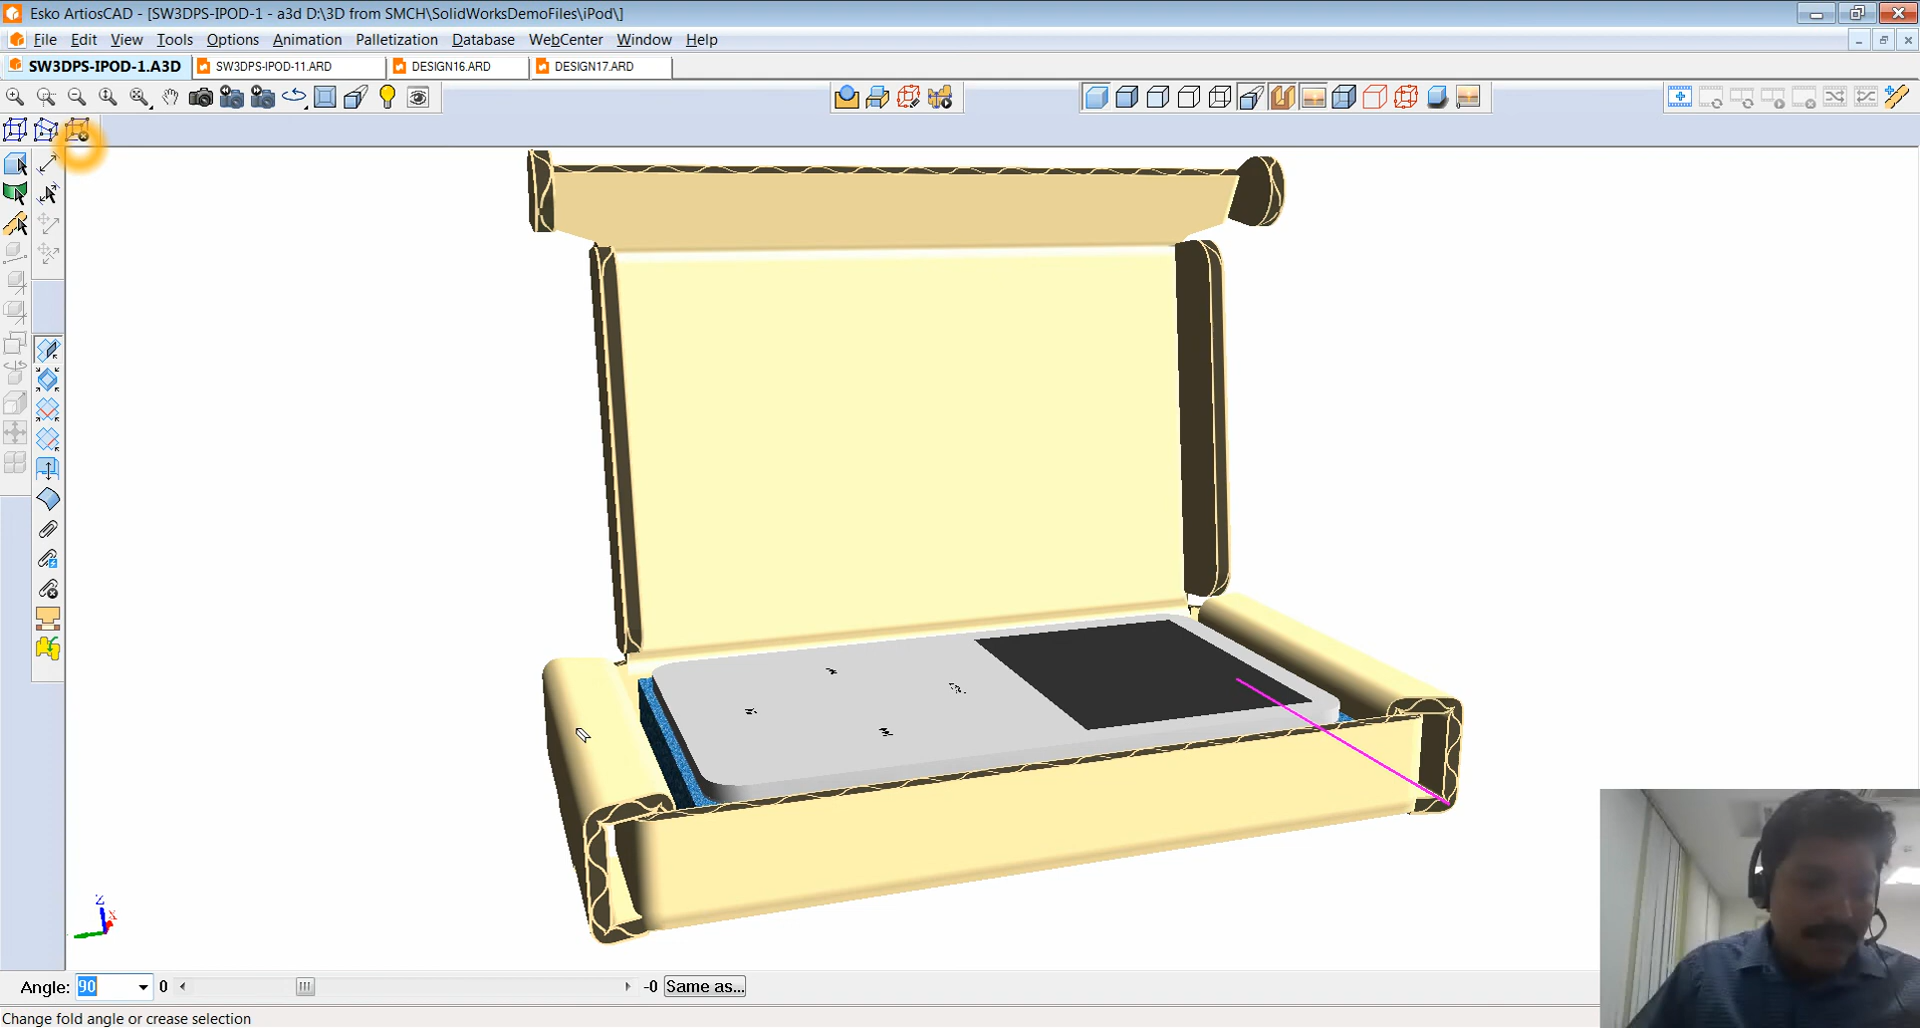 Esko ArtiosCAD - [SW3DPS-IPOD-1 - a3d D:\3D from SMCH\SolidWorksDemoFiles\iPod\]
File Edit View Tools Options Animation Palletization Database WebCenter Window Help
SW3DPS-IPOD-1.A3D SW3DPS-IPOD-11.ARD DESIGN16.ARD DESIGN17.ARD
Z
X
Angle: 90 0 -0 Same as...
Change fold angle or crease selection